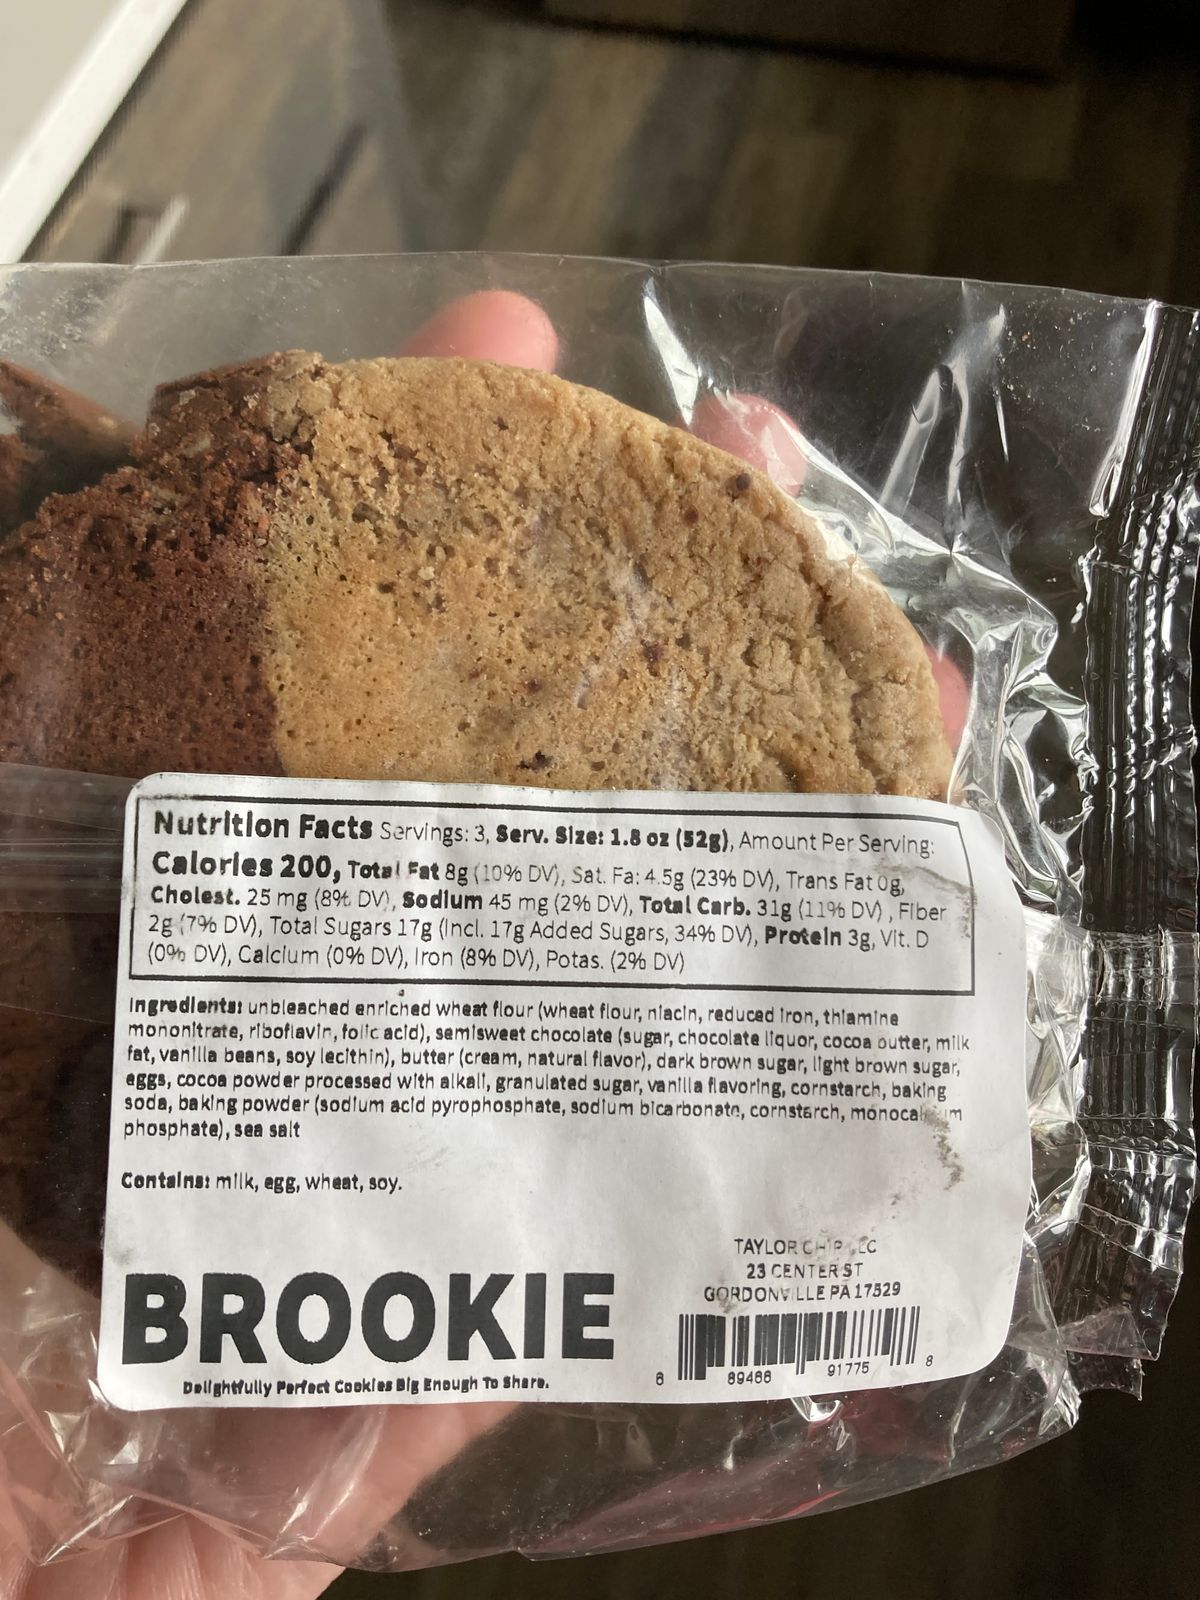 Nutrition Facts Servings: 3, Serv. Size: 1.8 oz (52g), Amount Per Serving:
Calories 200, Total Fat 8g (10% DV), Sat. Fa: 4.5g (23% DV), Trans Fat 0g,
Cholest. 25 mg (8% DV), Sodium 45 mg (2% DV), Total Carb. 31g (11% DV) , Fiber
2g (7% DV), Total Sugars 17g (Incl. 17g Added Sugars, 34% DV), Protein 3g, Vit. D
(0% DV), Calcium (0% DV), Iron (8% DV), Potas. (2% DV)
Ingredients: unbleached enriched wheat flour (wheat flour, niacin, reduced iron, thiamine
mononitrate, riboflavin, folic acid), semisweet chocolate (sugar, chocolate liquor, cocoa butter, milk
fat, vanilla beans, soy lecithin), butter (cream, natural flavor), dark brown sugar, light brown sugar,
eggs, cocoa powder processed with alkali, granulated sugar, vanilla flavoring, cornstarch, baking
soda, baking powder (sodium acid pyrophosphate, sodium bicarbonate, cornstarch, monocalcium
phosphate), sea salt
Contains: milk, egg, wheat, soy.
TAYLOR CHIP LLC
23 CENTER ST
GORDONVILLE PA 17529
BROOKIE
Delightfully Perfect Cookies Big Enough To Share.
8 89466 91775 8